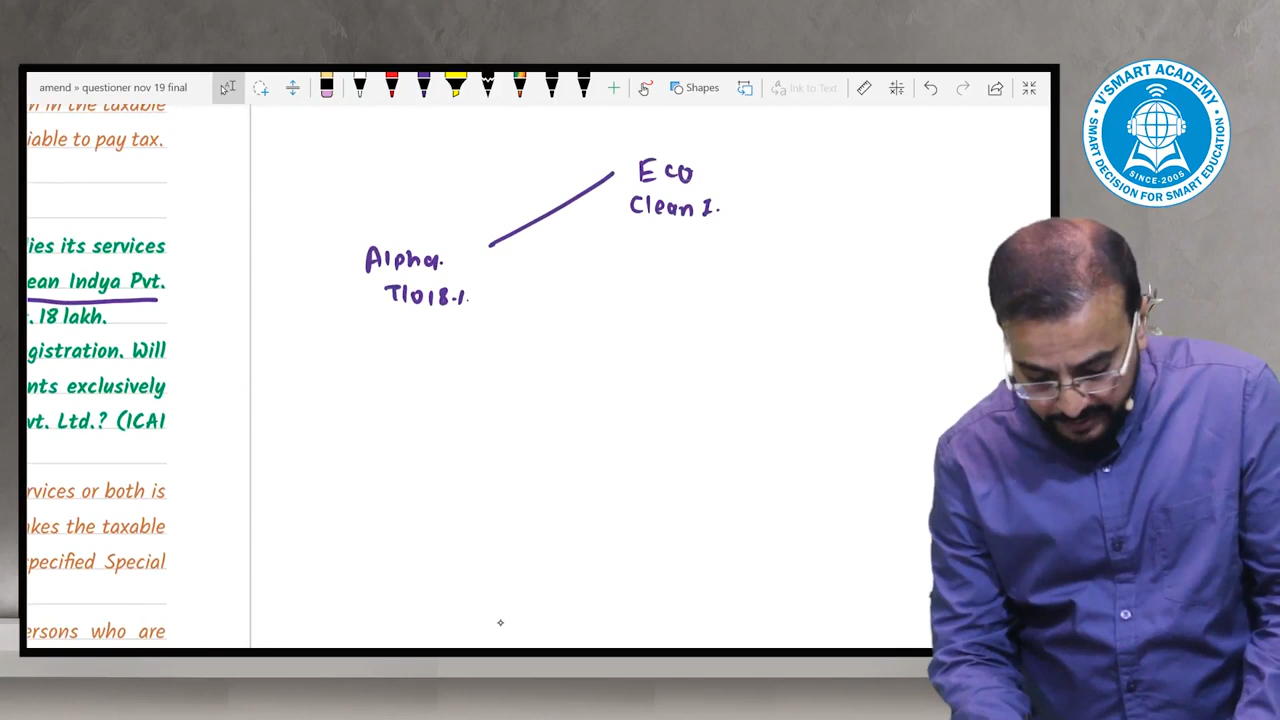 amend » questioner nov 19 final
Shapes
Ink to Text
in the taxable
iable to pay tax.
ies its services
ean Indya Pvt.
. 18 lakh.
gistration. Will
nts exclusively
vt. Ltd.? (ICAI
rvices or both is
kes the taxable
pecified Special
ersons who are
Eco
Clean I.
Alpha.
T/o 18.l.
V'SMART ACADEMY
SINCE-2005
SMART DECISION FOR SMART EDUCATION